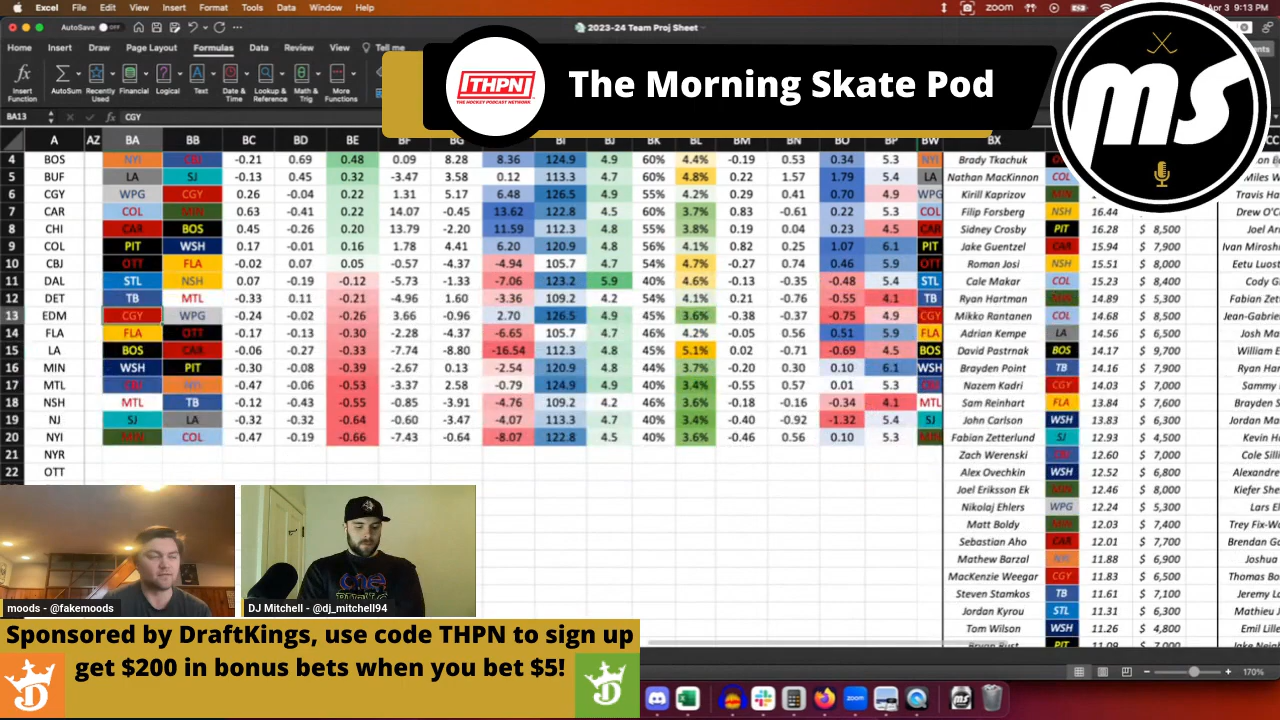 Excel File Edit View Insert Format Tools Data Window Help zoom Apr 3 9:13 PM
AutoSave OFF 2023-24 Team Proj Sheet
Home Insert Draw Page Layout Formulas Data Review View Tell me
Insert Function AutoSum Recently Used Financial Logical Text Date & Time Lookup & Reference Math & Trig More Functions
THPN
THE HOCKEY PODCAST NETWORK
The Morning Skate Pod
ms
BA13 fx CGY
A AZ BA BB BC BD BE BF BG BI BJ BK BL BM BN BO BP BW BX
4 BOS NYI CBJ -0.21 0.69 0.48 0.09 8.28 8.36 124.9 4.9 60% 4.4% -0.19 0.53 0.34 5.3 NYI Brady Tkachuk
5 BUF LA SJ -0.13 0.45 0.32 -3.47 3.58 0.12 113.3 4.7 60% 4.8% 0.22 1.57 1.79 5.4 LA Nathan MacKinnon COL
6 CGY WPG CGY 0.26 -0.04 0.22 1.31 5.17 6.48 126.5 4.9 55% 4.2% 0.29 0.41 0.70 4.9 WPG Kirill Kaprizov MIN
7 CAR COL MIN 0.63 -0.41 0.22 14.07 -0.45 13.62 122.8 4.5 60% 3.7% 0.83 -0.61 0.22 5.3 COL Filip Forsberg NSH 16.44
8 CHI CAR BOS 0.45 -0.26 0.20 13.79 -2.20 11.59 112.3 4.8 55% 3.8% 0.19 0.04 0.23 4.5 CAR Sidney Crosby PIT 16.28 $ 8,500
9 COL PIT WSH 0.17 -0.01 0.16 1.78 4.41 6.20 120.9 4.8 56% 4.1% 0.82 0.25 1.07 6.1 PIT Jake Guentzel CAR 15.94 $ 7,900
10 CBJ OTT FLA -0.02 0.07 0.05 -0.57 -4.37 -4.94 105.7 4.7 53% 4.7% -0.27 0.74 0.46 5.9 OTT Roman Josi NSH 15.51 $ 8,000
11 DAL STL NSH 0.07 -0.19 -0.12 -5.73 -1.33 -7.06 123.2 5.9 54% 4.6% -0.13 0.35 -0.48 5.5 STL Cale Makar COL 15.23 $ 8,400
12 DET TB MTL -0.33 0.11 -0.21 -4.96 1.60 -3.36 109.2 4.2 54% 4.1% 0.21 -0.76 -0.55 4.1 TB Ryan Hartman MIN 14.89 $ 5,300
13 EDM CGY WPG -0.24 -0.02 -0.26 3.66 -0.96 2.70 126.5 4.9 45% 3.6% -0.38 0.37 -0.75 4.9 CGY Mikko Rantanen COL 14.68 $ 8,500
14 FLA FLA OTT -0.17 -0.13 -0.30 -2.28 -4.37 -6.65 105.7 4.7 46% 4.2% -0.05 0.56 0.51 5.9 FLA Adrian Kempe LA 14.56 $ 6,500
15 LA BOS CAR -0.06 -0.27 -0.33 -7.74 -8.80 -16.54 112.3 4.8 45% 5.1% 0.02 -0.71 -0.69 4.5 BOS David Pastrnak BOS 14.17 $ 9,700
16 MIN WSH PIT -0.30 -0.08 -0.39 -2.67 0.13 -2.54 120.9 4.8 44% 3.7% -0.20 0.30 0.10 6.1 WSH Brayden Point TB 14.16 $ 7,900
17 MTL CBJ NYI -0.47 -0.06 -0.53 -3.37 2.58 -0.79 124.9 4.9 40% 3.4% -0.55 0.57 0.01 5.3 CBJ Nazem Kadri CGY 14.03 $ 7,000
18 NSH MTL TB -0.12 -0.43 -0.55 -0.85 -3.91 -4.76 109.2 4.2 46% 3.4% -0.18 -0.16 -0.34 4.1 MTL Sam Reinhart FLA 13.84 $ 7,600
19 NJ SJ LA -0.32 -0.32 -0.64 -0.60 -3.47 -4.07 113.3 4.7 40% 3.4% -0.40 -0.92 -1.32 5.4 SJ John Carlson WSH 13.83 $ 6,300
20 NYI MIN COL -0.47 -0.19 -0.66 -7.43 -0.64 -8.07 122.8 4.5 40% 3.6% -0.46 0.56 0.10 5.3 MIN Fabian Zetterlund SJ 12.93 $ 4,500
21 NYR Zach Werenski CBJ 12.60 $ 7,000
22 OTT Alex Ovechkin WSH 12.52 $ 6,800
Joel Eriksson Ek MIN 12.46 $ 8,000
Nikolaj Ehlers WPG 12.24 $ 5,300
Matt Boldy MIN 12.03 $ 7,400
Sebastian Aho CAR 12.01 $ 7,700
Mathew Barzal NYI 11.88 $ 6,900
MacKenzie Weegar CGY 11.83 $ 6,500
Steven Stamkos TB 11.61 $ 7,100
Jordan Kyrou STL 11.31 $ 6,300
Tom Wilson WSH 11.26 $ 4,800
Bryan Rust PIT 11.09 $ 7,000
moods - @fakemoods
DJ Mitchell - @dj_mitchell94
Sponsored by DraftKings, use code THPN to sign up
get $200 in bonus bets when you bet $5!
170%